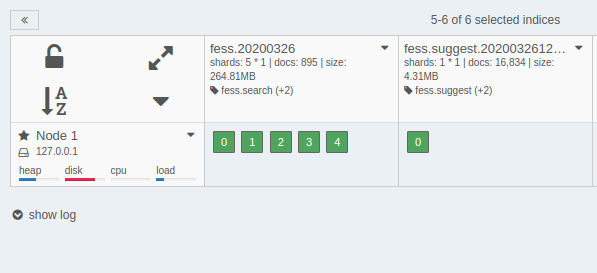 5-6 of 6 selected indices
fess.20200326
shards: 5 * 1 | docs: 895 | size:
264.81MB
fess.search (+2)
fess.suggest.2020032612...
shards: 1 * 1 | docs: 16,834 | size:
4.31MB
fess.suggest (+2)
A
Z
Node 1
127.0.0.1
heap disk cpu load
0 1 2 3 4
0
show log